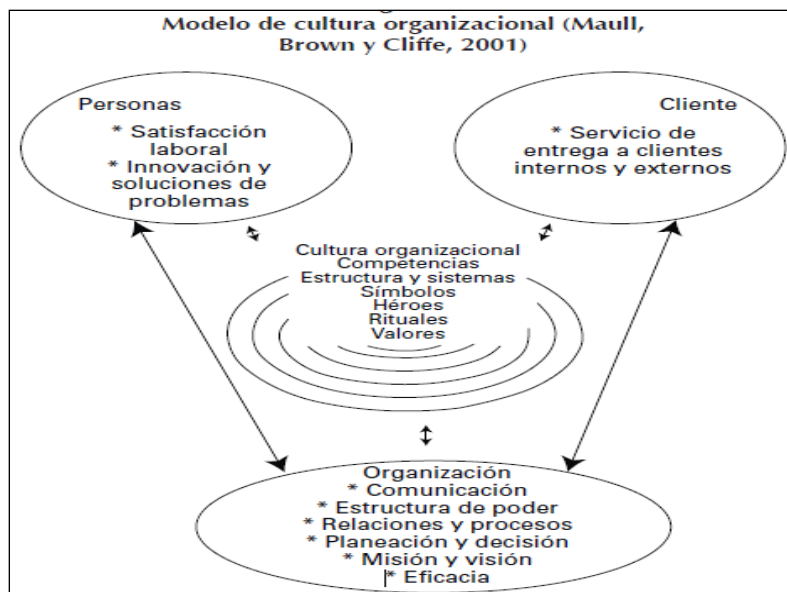 Modelo de cultura organizacional (Maull,
Brown y Cliffe, 2001)
Personas
* Satisfacción
laboral
* Innovación y
soluciones de
problemas
Cliente
* Servicio de
entrega a clientes
internos y externos
Cultura organizacional
Competencias
Estructura y sistemas
Símbolos
Héroes
Rituales
Valores
Organización
* Comunicación
* Estructura de poder
* Relaciones y procesos
* Planeación y decisión
* Misión y visión
* Eficacia